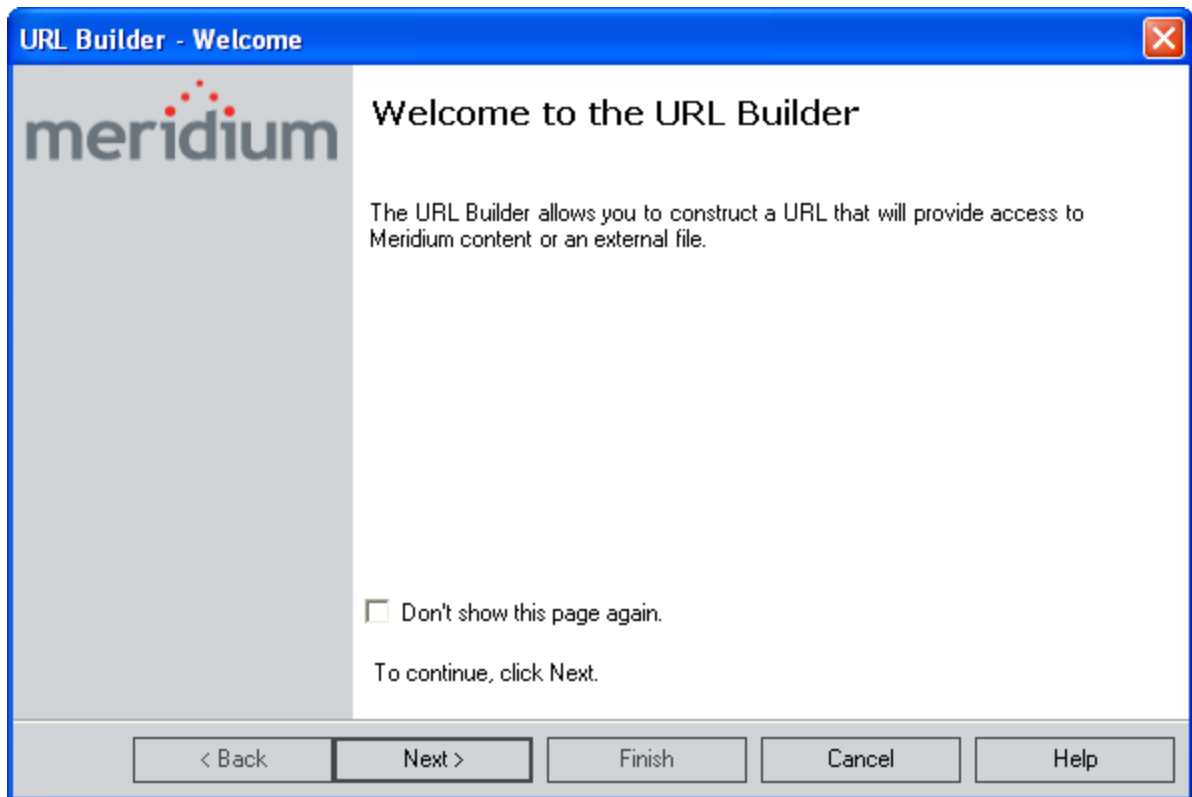 URL Builder - Welcome
meridium
Welcome to the URL Builder
The URL Builder allows you to construct a URL that will provide access to
Meridium content or an external file.
Don't show this page again.
To continue, click Next.
< Back
Next >
Finish
Cancel
Help